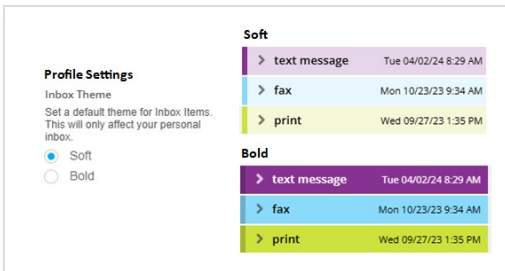 Profile Settings
Inbox Theme
Set a default theme for Inbox Items.
This will only affect your personal
inbox.
Soft
Bold
Soft
text message Tue 04/02/24 8:29 AM
fax Mon 10/23/23 9:34 AM
print Wed 09/27/23 1:35 PM
Bold
text message Tue 04/02/24 8:29 AM
fax Mon 10/23/23 9:34 AM
print Wed 09/27/23 1:35 PM